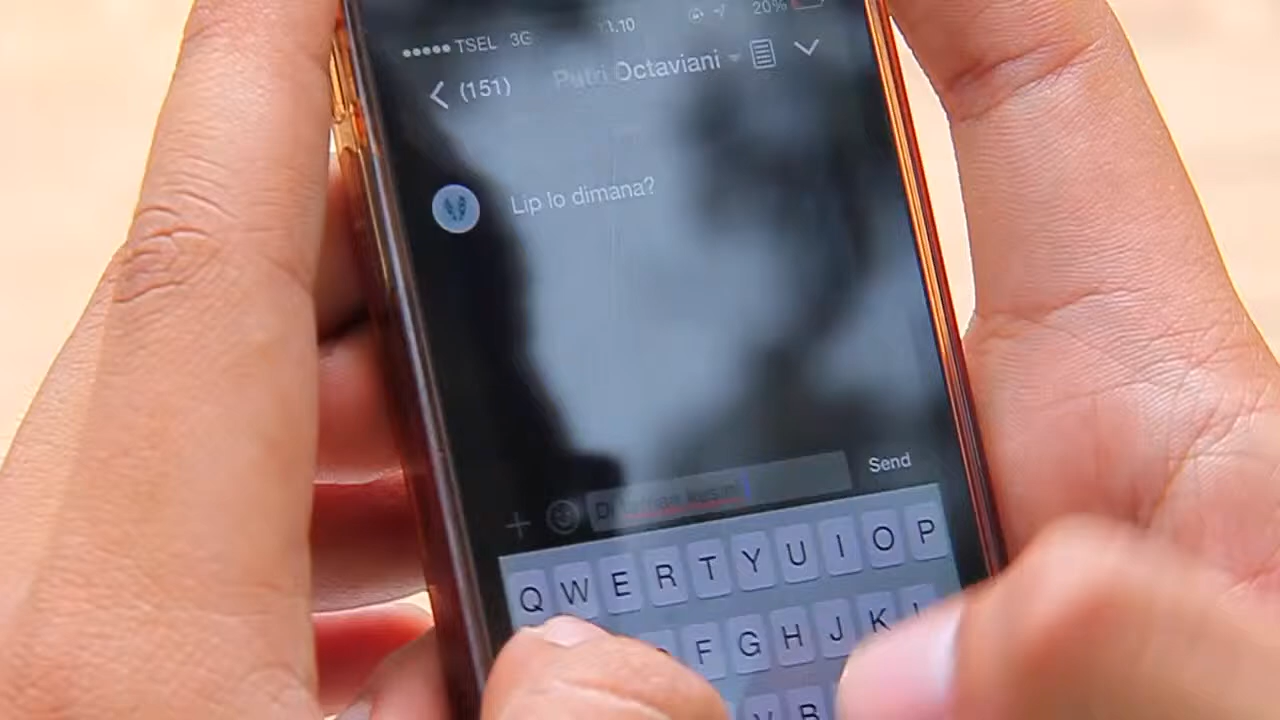 TSEL 3G 20%
(151) Putri Octaviani
Lip lo dimana?
Send
Q W E R T Y U I O P
F G H J K L
V B